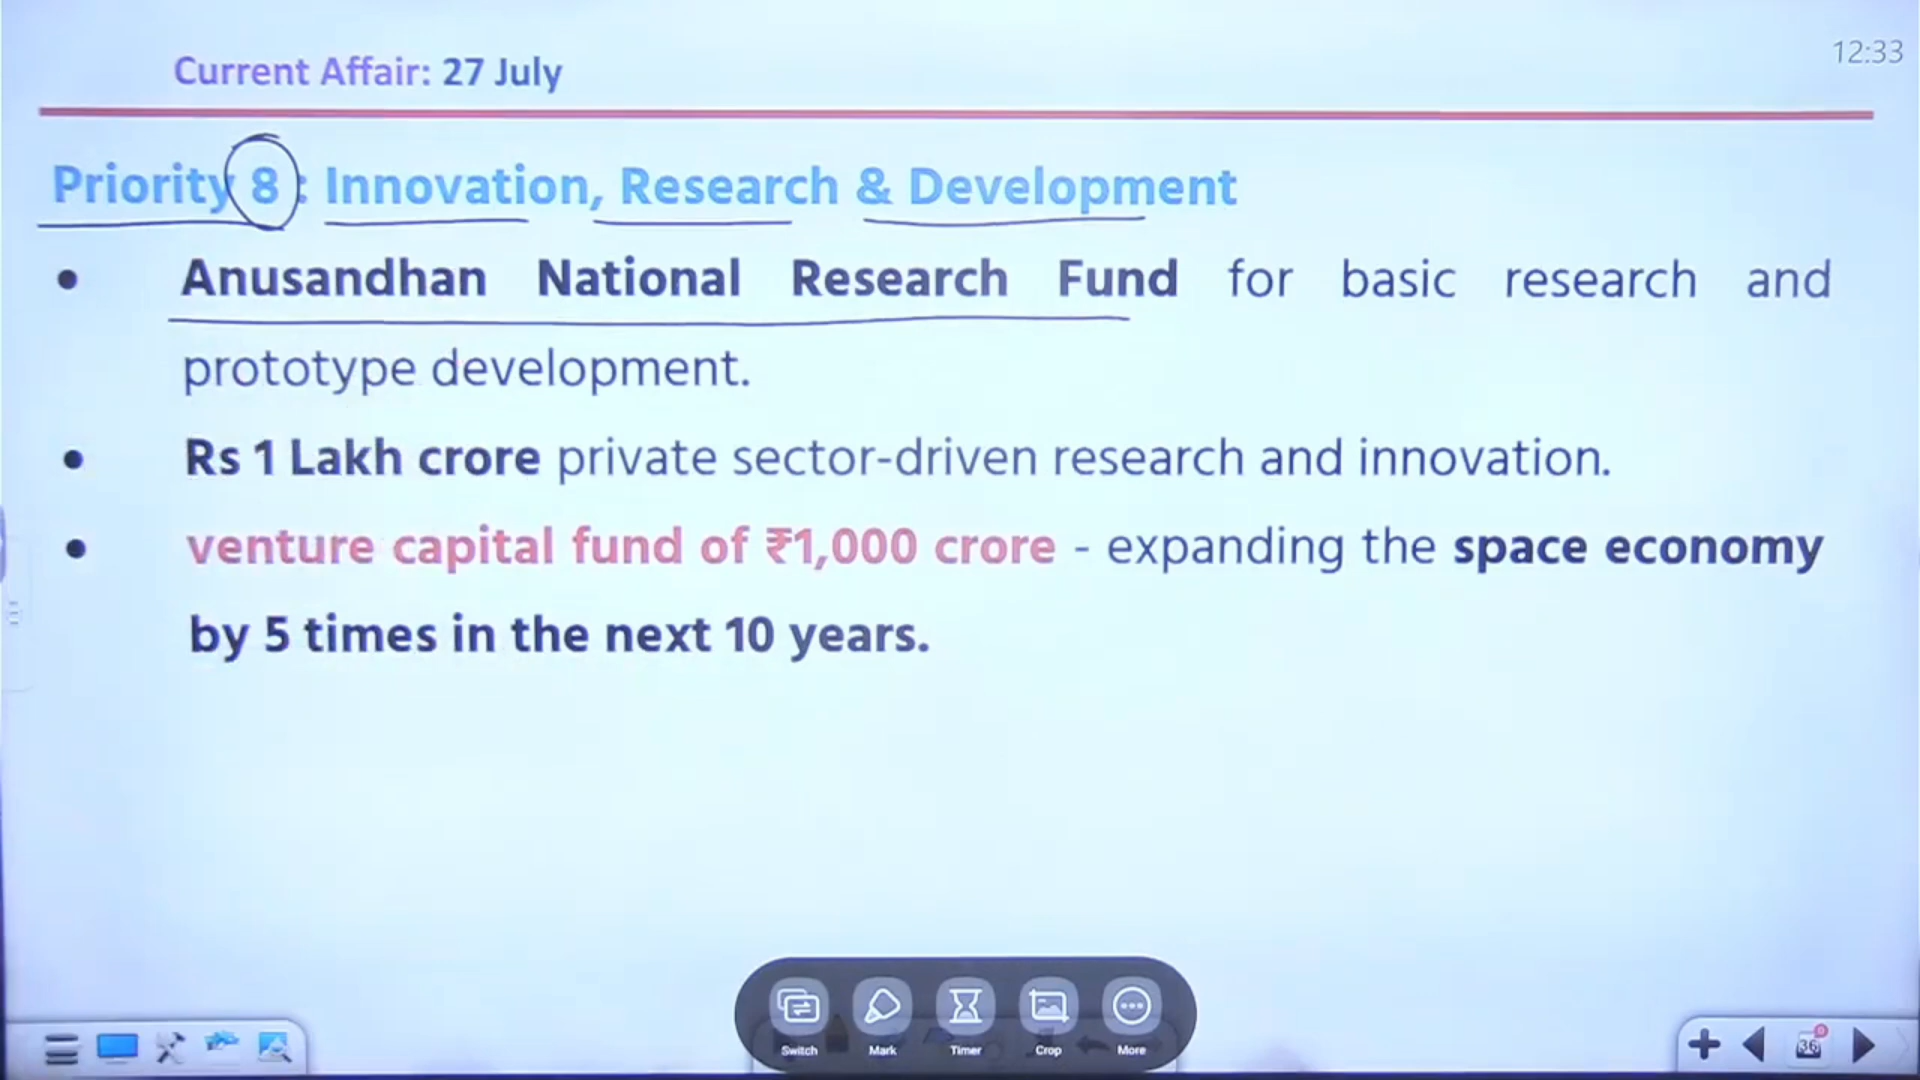 12:33
Current Affair: 27 July
Priority 8: Innovation, Research & Development
• Anusandhan National Research Fund for basic research and
prototype development.
• Rs 1 Lakh crore private sector-driven research and innovation.
• venture capital fund of ₹1,000 crore - expanding the space economy
by 5 times in the next 10 years.
Switch Mark Timer Crop More
36
0